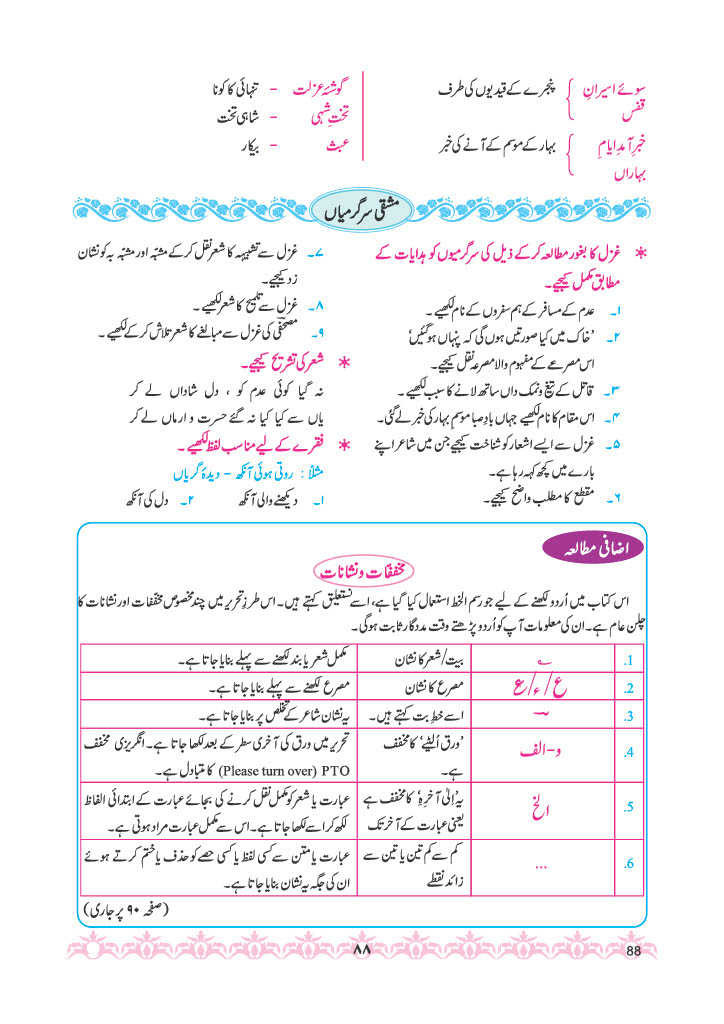 سوئے اسیرانِ قفس } پنجرے کے قیدیوں کی طرف
خبرِ آمدِ ایامِ بہاراں } بہار کے موسم کے آنے کی خبر
گوشۂ عزلت - تنہائی کا کونا
تختِ شہی - شاہی تخت
عبث - بیکار
مشقی سرگرمیاں
* غزل کا بغور مطالعہ کرکے ذیل کی سرگرمیوں کو ہدایات کے
مطابق مکمل کیجیے۔
۱۔ عدم کے مسافر کے ہم سفروں کے نام لکھیے۔
۲۔ ’خاک میں کیا صورتیں ہوں گی کہ پنہاں ہوگئیں‘
اس مصرعے کے مفہوم والا مصرعہ نقل کیجیے۔
۳۔ قاتل کے تیغ و نمک داں ساتھ لانے کا سبب لکھیے۔
۴۔ اس مقام کا نام لکھیے جہاں بادِ صبا موسمِ بہار کی خبر لے گئی۔
۵۔ غزل سے ایسے اشعار کو شناخت کیجیے جن میں شاعر اپنے
بارے میں کچھ کہہ رہا ہے۔
۶۔ مقطع کا مطلب واضح کیجیے۔
۷۔ غزل سے تشبیہہ کا شعر نقل کرکے مشبّہ اور مشبّہ بہ کو نشان
زد کیجیے۔
۸۔ غزل سے تلمیح کا شعر لکھیے۔
۹۔ مصحفی کی غزل سے مبالغے کا شعر تلاش کرکے لکھیے۔
* شعر کی تشریح کیجیے۔
نہ گیا کوئی عدم کو ، دل شاداں لے کر
یاں سے کیا کیا نہ گئے حسرت و ارماں لے کر
* فقرے کے لیے مناسب لفظ لکھیے۔
مثلاً : روتی ہوئی آنکھ - دیدۂ گریاں
۱۔ دیکھنے والی آنکھ ۲۔ دل کی آنکھ
اضافی مطالعہ
مخففات و نشانات
اس کتاب میں اُردو لکھنے کے لیے جو رسم الخط استعمال کیا گیا ہے، اسے نستعلیق کہتے ہیں۔ اس طرزِ تحریر میں چند مخصوص مخففات اور نشانات کا
چلن عام ہے۔ ان کی معلومات آپ کو اُردو پڑھتے وقت مددگار ثابت ہوگی۔
1. ؎ بیت/شعر کا نشان مکمل شعر یا بند لکھنے سے پہلے بنایا جاتا ہے۔
2. ع/ء/ع مصرع کا نشان مصرع لکھنے سے پہلے بنایا جاتا ہے۔
3. اسے خطِ بت کہتے ہیں۔ یہ نشان شاعر کے تخلص پر بنایا جاتا ہے۔
4. و-الف ’ورق اُلٹیے‘ کا مخفف ہے۔ تحریر میں ورق کی آخری سطر کے بعد لکھا جاتا ہے۔ انگریزی مخفف
PTO (Please turn over) کا متبادل ہے۔
5. الخ یہ ’الیٰ آخرِہٖ‘ کا مخفف ہے یعنی عبارت کے آخر تک عبارت یا شعر کو مکمل نقل کرنے کی بجائے عبارت کے ابتدائی الفاظ
لکھ کر اسے لکھا جاتا ہے۔ اس سے مکمل عبارت مراد ہوتی ہے۔
6. ... کم سے کم تین یا تین سے زائد نقطے عبارت یا متن سے کسی لفظ یا کسی حصے کو حذف یا ختم کرتے ہوئے
ان کی جگہ یہ نشان بنایا جاتا ہے۔
(صفحہ ۹۰ پر جاری)
۸۸
88